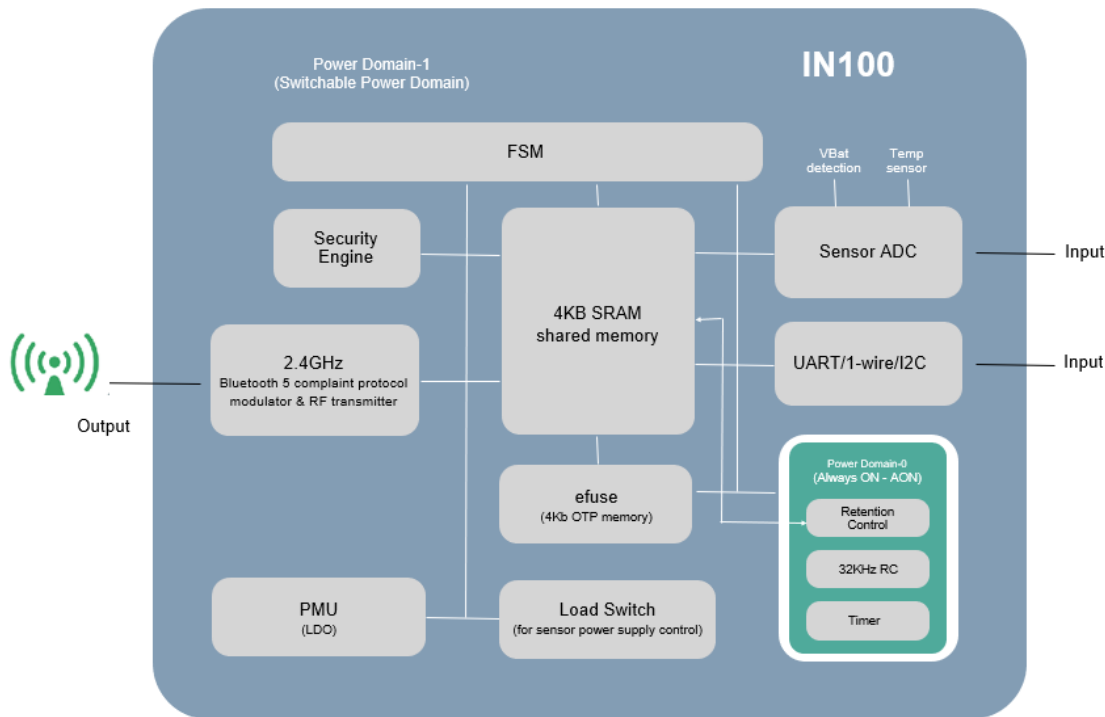 Power Domain-1
(Switchable Power Domain)
IN100
FSM
VBat
detection
Temp
sensor
Security
Engine
4KB SRAM
shared memory
Sensor ADC
Input
2.4GHz
Bluetooth 5 complaint protocol
modulator & RF transmitter
Output
UART/1-wire/I2C
Input
efuse
(4Kb OTP memory)
Power Domain-0
(Always ON - AON)
Retention
Control
32KHz RC
Timer
PMU
(LDO)
Load Switch
(for sensor power supply control)